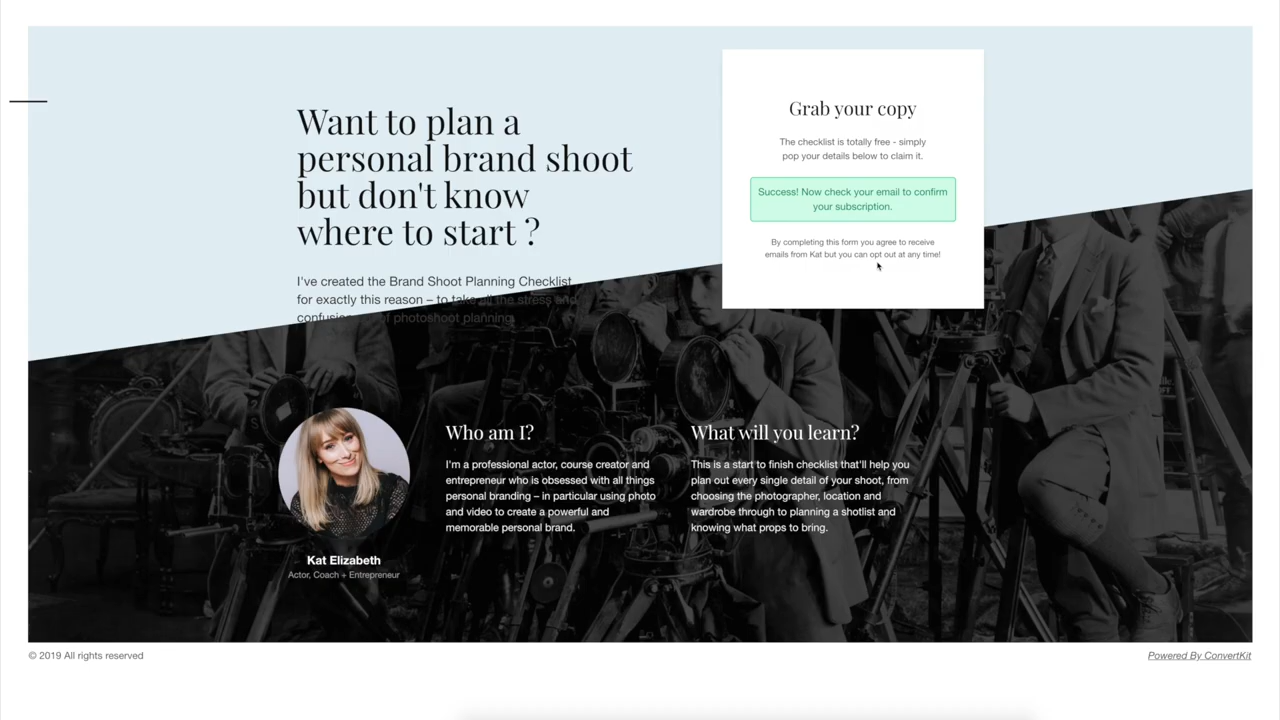 Want to plan a
personal brand shoot
but don't know
where to start ?
I've created the Brand Shoot Planning Checklist
for exactly this reason – to take all the stress and
confusion out of photoshoot planning.
Grab your copy
The checklist is totally free - simply
pop your details below to claim it.
Success! Now check your email to confirm
your subscription.
By completing this form you agree to receive
emails from Kat but you can opt out at any time!
Kat Elizabeth
Actor, Coach + Entrepreneur
Who am I?
I'm a professional actor, course creator and
entrepreneur who is obsessed with all things
personal branding – in particular using photo
and video to create a powerful and
memorable personal brand.
What will you learn?
This is a start to finish checklist that'll help you
plan out every single detail of your shoot, from
choosing the photographer, location and
wardrobe through to planning a shotlist and
knowing what props to bring.
© 2019 All rights reserved
Powered By ConvertKit